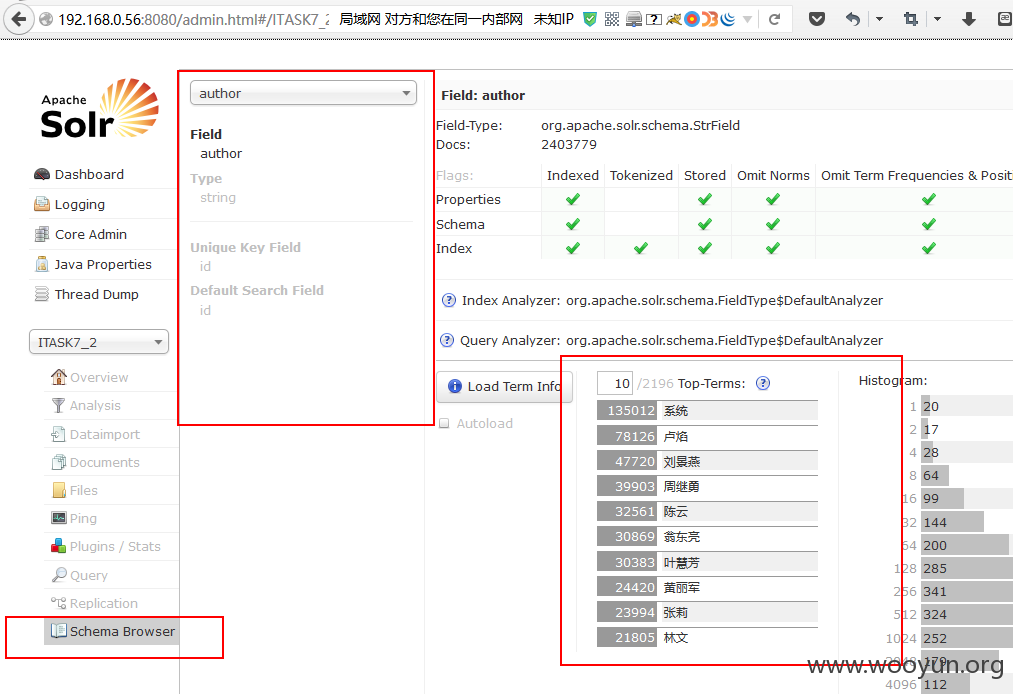 192.168.0.56:8080/admin.html#/ITASK7_2 局域网 对方和您在同一内部网 未知IP
Apache
Solr
Dashboard
Logging
Core Admin
Java Properties
Thread Dump
ITASK7_2
Overview
Analysis
Dataimport
Documents
Files
Ping
Plugins / Stats
Query
Replication
Schema Browser
author
Field
author
Type
string
Unique Key Field
id
Default Search Field
id
Field: author
Field-Type: org.apache.solr.schema.StrField
Docs: 2403779
Flags: Indexed Tokenized Stored Omit Norms Omit Term Frequencies & Positi
Properties
Schema
Index
Index Analyzer: org.apache.solr.schema.FieldType$DefaultAnalyzer
Query Analyzer: org.apache.solr.schema.FieldType$DefaultAnalyzer
Load Term Info
Autoload
10 /2196 Top-Terms:
135012 系统
78126 卢焰
47720 刘景燕
39903 周继勇
32561 陈云
30869 翁东亮
30383 叶慧芳
24420 黄丽军
23994 张莉
21805 林文
Histogram:
1 20
2 17
4 28
8 64
16 99
32 144
64 200
128 285
256 341
512 324
1024 252
2048 179
4096 112
www.wooyun.org